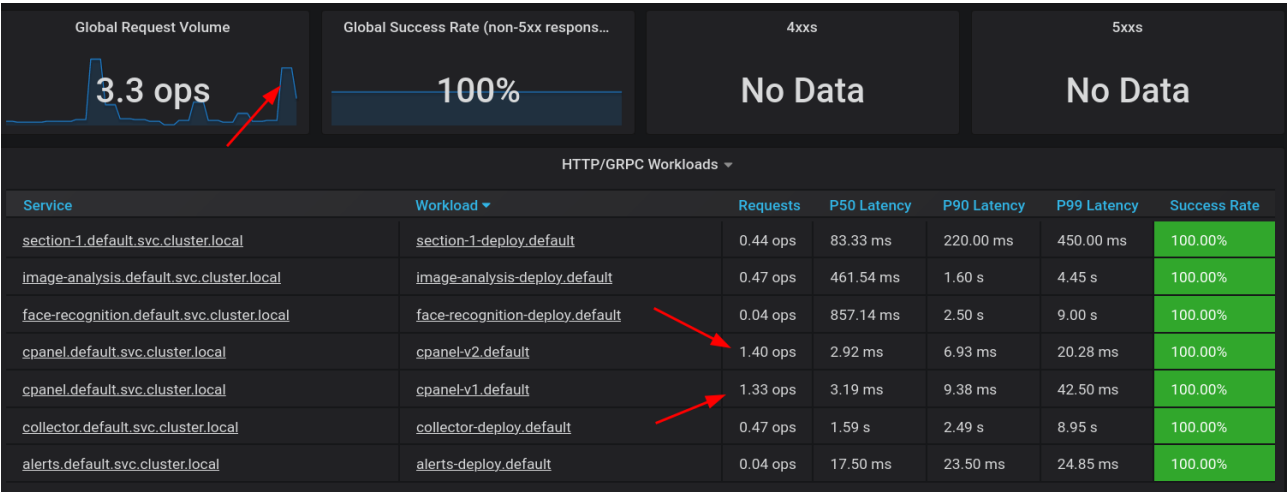 Global Request Volume
Global Success Rate (non-5xx respons...
4xxs
5xxs
3.3 ops
100%
No Data
No Data
HTTP/GRPC Workloads
Service Workload Requests P50 Latency P90 Latency P99 Latency Success Rate
section-1.default.svc.cluster.local section-1-deploy.default 0.44 ops 83.33 ms 220.00 ms 450.00 ms 100.00%
image-analysis.default.svc.cluster.local image-analysis-deploy.default 0.47 ops 461.54 ms 1.60 s 4.45 s 100.00%
face-recognition.default.svc.cluster.local face-recognition-deploy.default 0.04 ops 857.14 ms 2.50 s 9.00 s 100.00%
cpanel.default.svc.cluster.local cpanel-v2.default 1.40 ops 2.92 ms 6.93 ms 20.28 ms 100.00%
cpanel.default.svc.cluster.local cpanel-v1.default 1.33 ops 3.19 ms 9.38 ms 42.50 ms 100.00%
collector.default.svc.cluster.local collector-deploy.default 0.47 ops 1.59 s 2.49 s 8.95 s 100.00%
alerts.default.svc.cluster.local alerts-deploy.default 0.04 ops 17.50 ms 23.50 ms 24.85 ms 100.00%